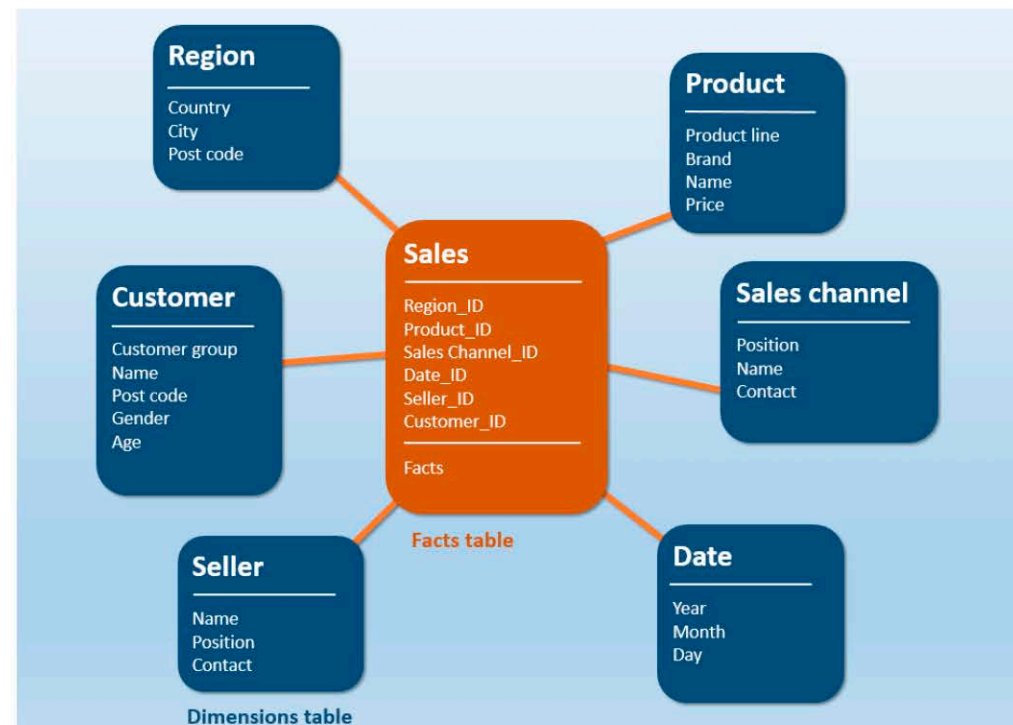 Region
Country
City
Post code
Product
Product line
Brand
Name
Price
Sales
Region_ID
Product_ID
Sales Channel_ID
Date_ID
Seller_ID
Customer_ID
Facts
Facts table
Customer
Customer group
Name
Post code
Gender
Age
Sales channel
Position
Name
Contact
Seller
Name
Position
Contact
Dimensions table
Date
Year
Month
Day